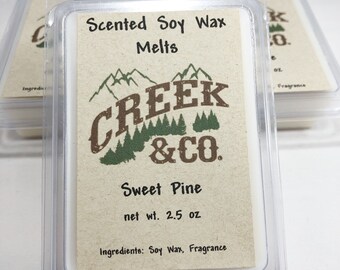 Scented Soy Wax
Melts
CREEK
&CO.
Sweet Pine
net wt. 2.5 oz
Ingredients: Soy Wax, Fragrance